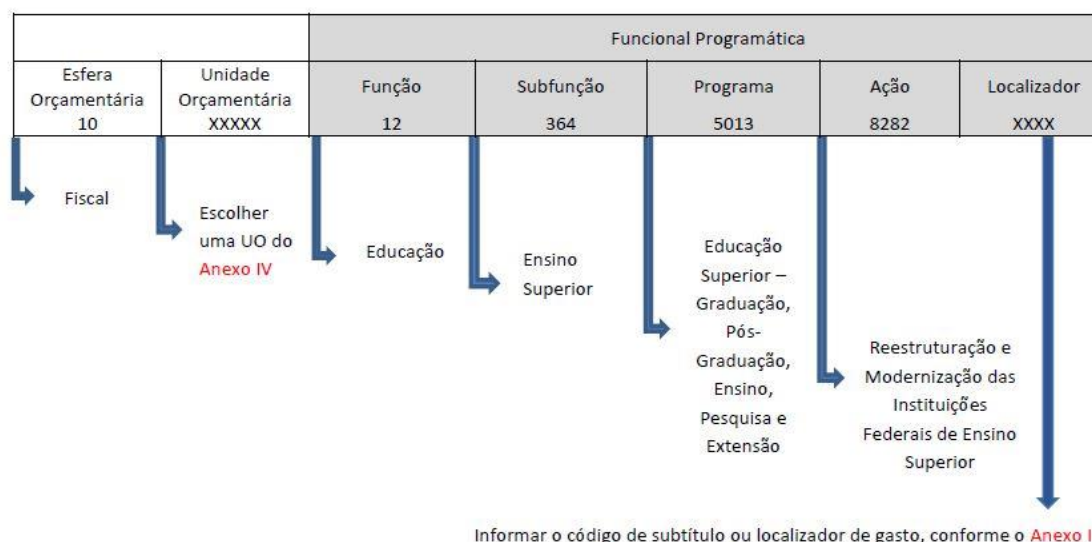 Funcional Programática
Esfera
Orçamentária
10
Unidade
Orçamentária
XXXXX
Função
12
Subfunção
364
Programa
5013
Ação
8282
Localizador
XXXX
Fiscal
Escolher
uma UO do
Anexo IV
Educação
Ensino
Superior
Educação
Superior –
Graduação,
Pós-
Graduação,
Ensino,
Pesquisa e
Extensão
Reestruturação e
Modernização das
Instituições
Federais de Ensino
Superior
Informar o código de subtítulo ou localizador de gasto, conforme o Anexo I